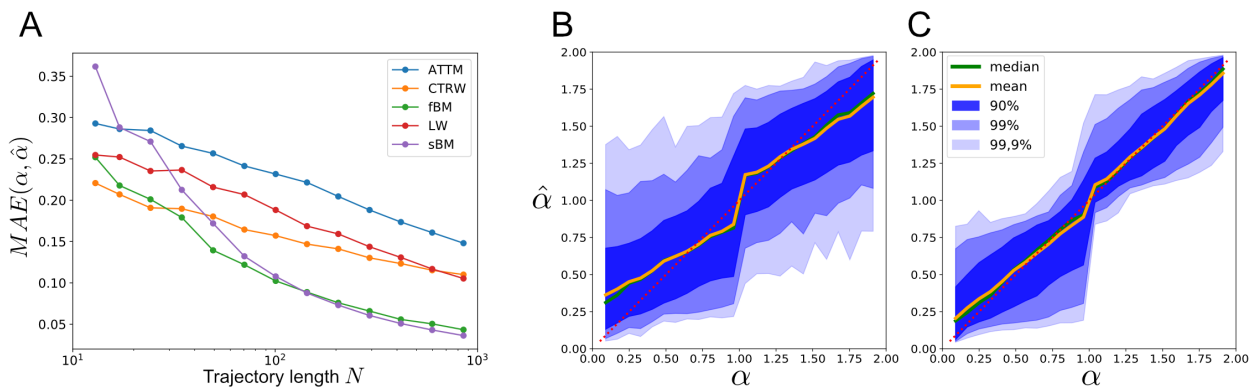 A
MAE(α, α̂)
0.35
0.30
0.25
0.20
0.15
0.10
0.05
10¹
10²
10³
Trajectory length N
ATTM
CTRW
fBM
LW
sBM
B
α̂
2.00
1.75
1.50
1.25
1.00
0.75
0.50
0.25
0.00
0.00 0.25 0.50 0.75 1.00 1.25 1.50 1.75 2.00
α
C
2.00
1.75
1.50
1.25
1.00
0.75
0.50
0.25
0.00
median
mean
90%
99%
99,9%
0.00 0.25 0.50 0.75 1.00 1.25 1.50 1.75 2.00
α